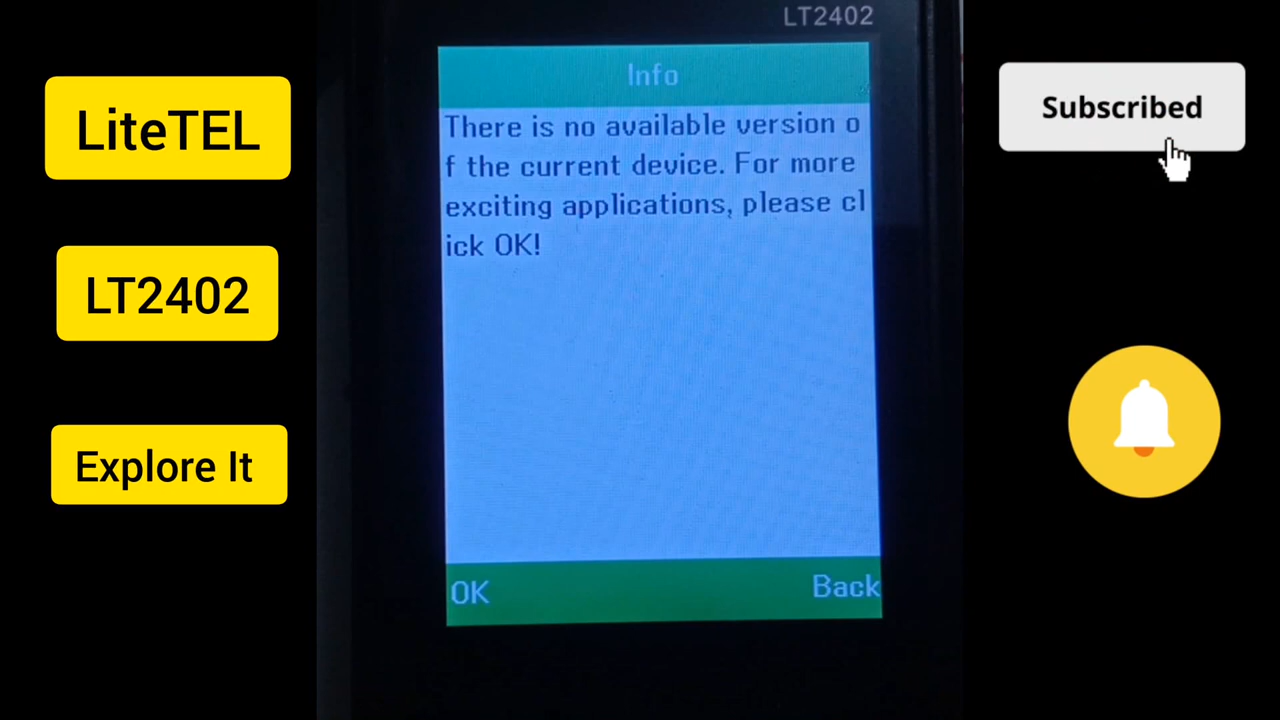 LT2402
LiteTEL
LT2402
Explore It
Info
There is no available version o
f the current device. For more
exciting applications, please cl
ick OK!
OK
Back
Subscribed